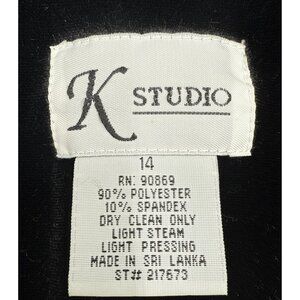 K STUDIO
14
RN: 90869
90% POLYESTER
10% SPANDEX
DRY CLEAN ONLY
LIGHT STEAM
LIGHT PRESSING
MADE IN SRI LANKA
ST# 217673